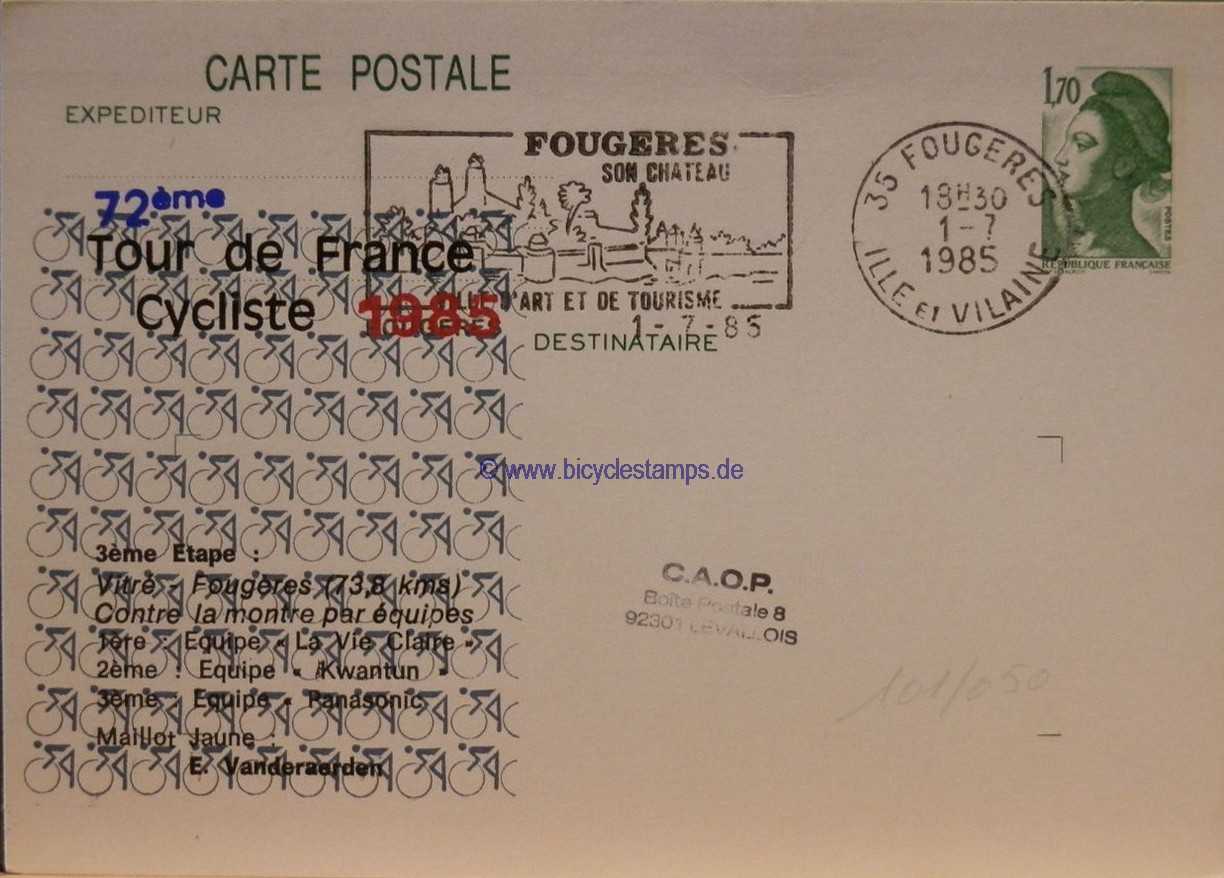 CARTE POSTALE
EXPEDITEUR
1,70
POSTES
REPUBLIQUE FRANÇAISE
FOUGERES
SON CHATEAU
D'ART ET DE TOURISME
FOUGERES
1-7-85
35 FOUGERES
18H30
1-7
1985
ILLE ET VILAINE
72ème
Tour de France
Cycliste 1985
DESTINATAIRE
© www.bicyclestamps.de
3ème Etape :
Vitré - Fougères (73,8 kms)
Contre la montre par équipes
1ère : Equipe « La Vie Claire »
2ème : Equipe « Kwantun »
3ème : Equipe « Panasonic
Maillot Jaune :
E. Vanderaerden
C.A.O.P.
Boîte Postale 8
92301 LEVALLOIS
101/050